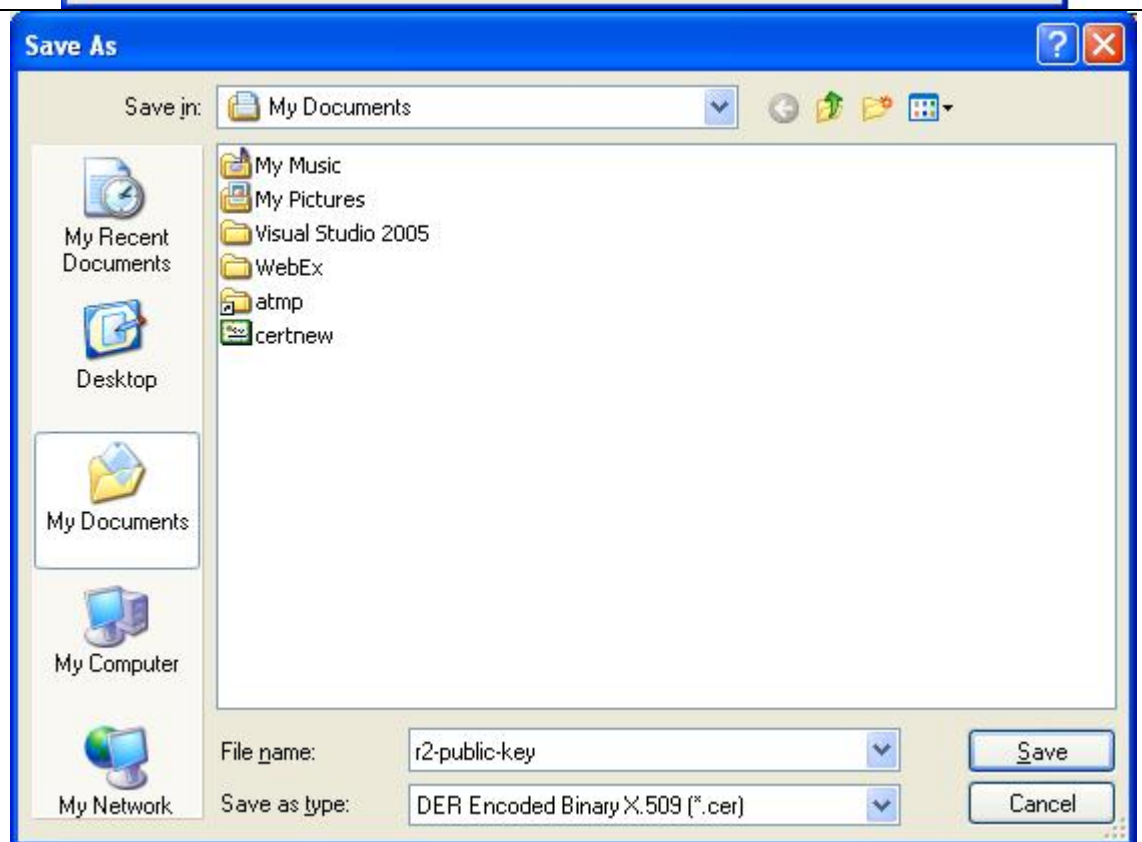 Save As
Save in:
My Documents
My Recent
Documents
Desktop
My Documents
My Computer
My Network
My Music
My Pictures
Visual Studio 2005
WebEx
atmp
certnew
File name:
r2-public-key
Save
Save as type:
DER Encoded Binary X.509 (*.cer)
Cancel